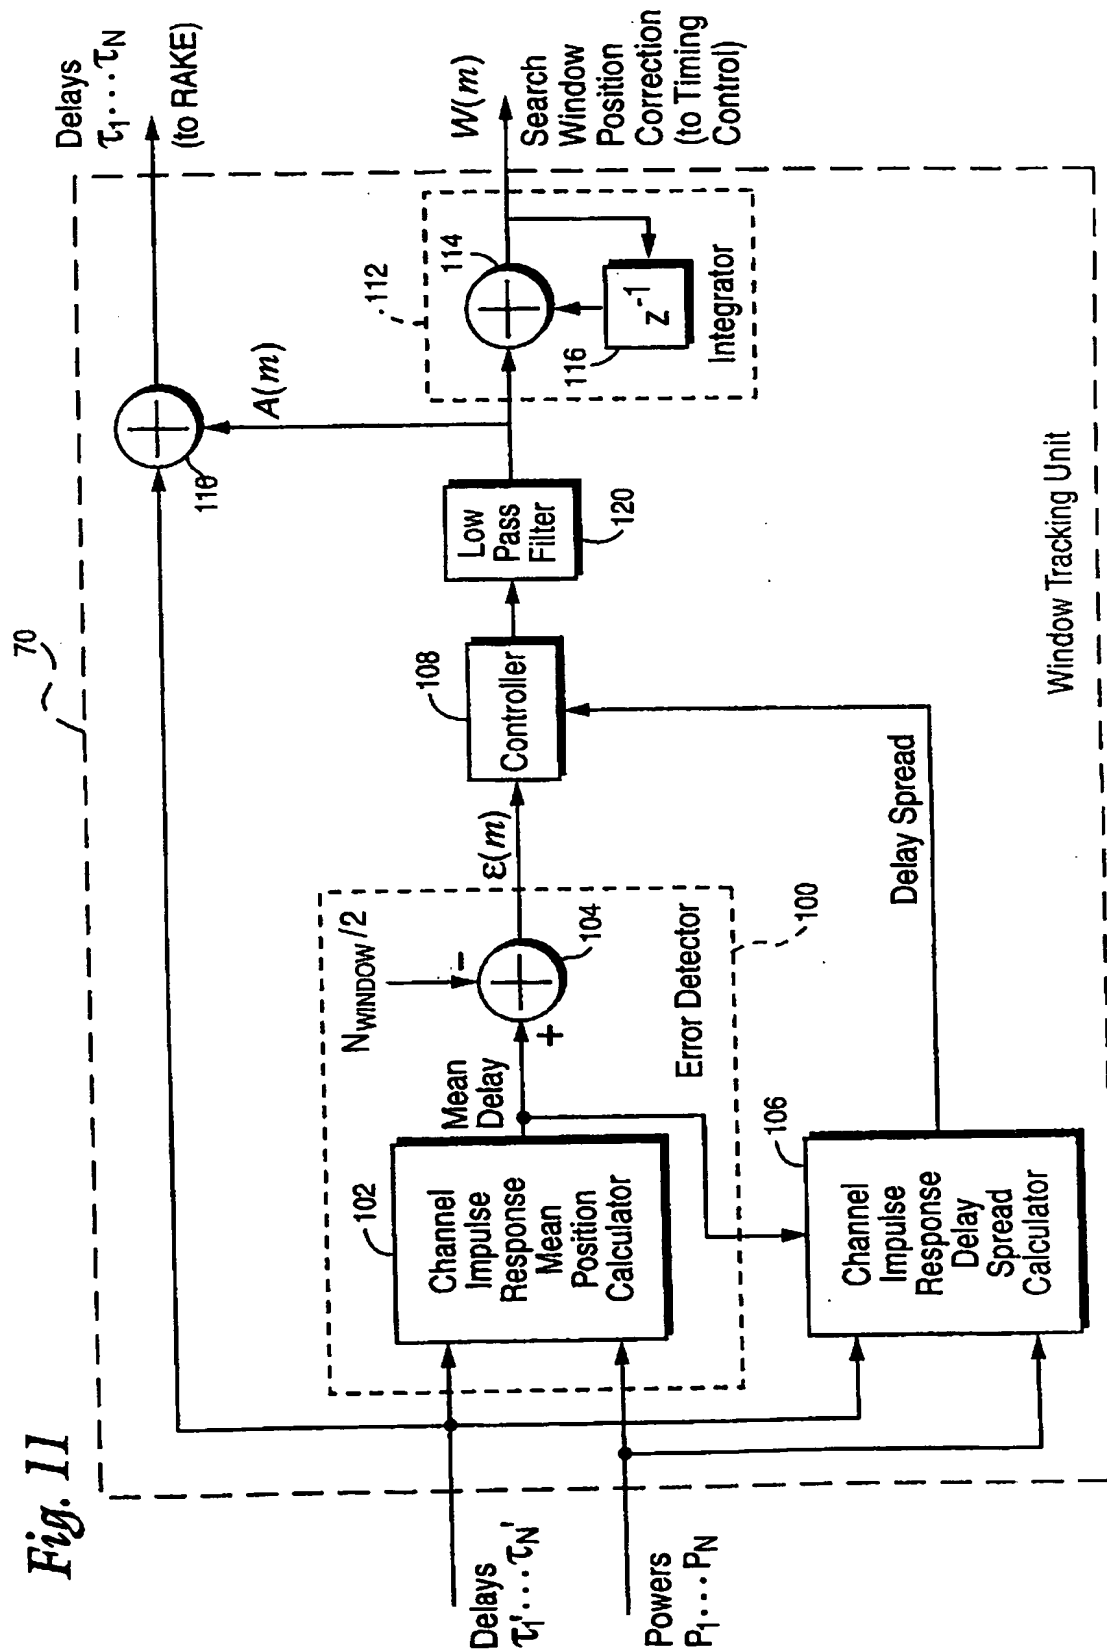 Fig. 11
70
Delays
τ1'...τN'
Powers
P1...PN
102
Channel
Impulse
Response
Mean
Position
Calculator
Mean
Delay
NWINDOW/2
-
+
104
ε(m)
Error Detector
100
106
Channel
Impulse
Response
Delay
Spread
Calculator
Delay Spread
108
Controller
Low
Pass
Filter
120
A(m)
110
112
114
116
z-1
Integrator
Window Tracking Unit
Delays
τ1...τN
(to RAKE)
W(m)
Search
Window
Position
Correction
(to Timing
Control)